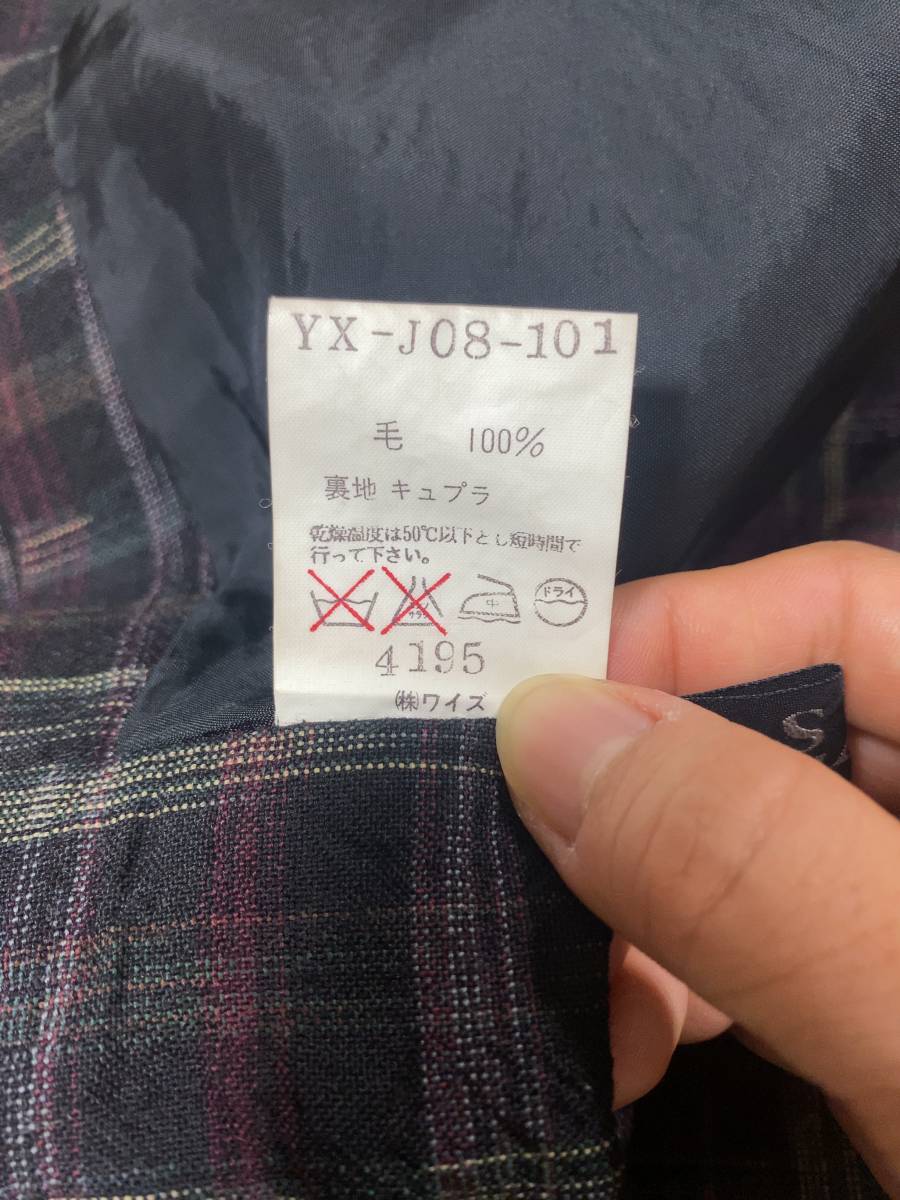 YX-J08-101
毛 100%
裏地 キュプラ
乾燥温度は50℃以下とし短時間で
行って下さい。
中 ドライ
4195
㈱ワイズ
S